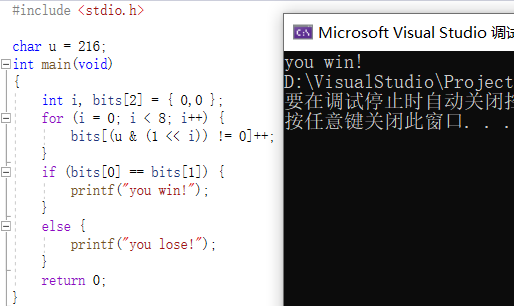 #include <stdio.h>
char u = 216;
int main(void)
{
int i, bits[2] = { 0,0 };
for (i = 0; i < 8; i++) {
bits[(u & (1 << i)) != 0]++;
}
if (bits[0] == bits[1]) {
printf("you win!");
}
else {
printf("you lose!");
}
return 0;
}
Microsoft Visual Studio 调试
you win!
D:\VisualStudio\Project
要在调试停止时自动关闭
按任意键关闭此窗口. . .